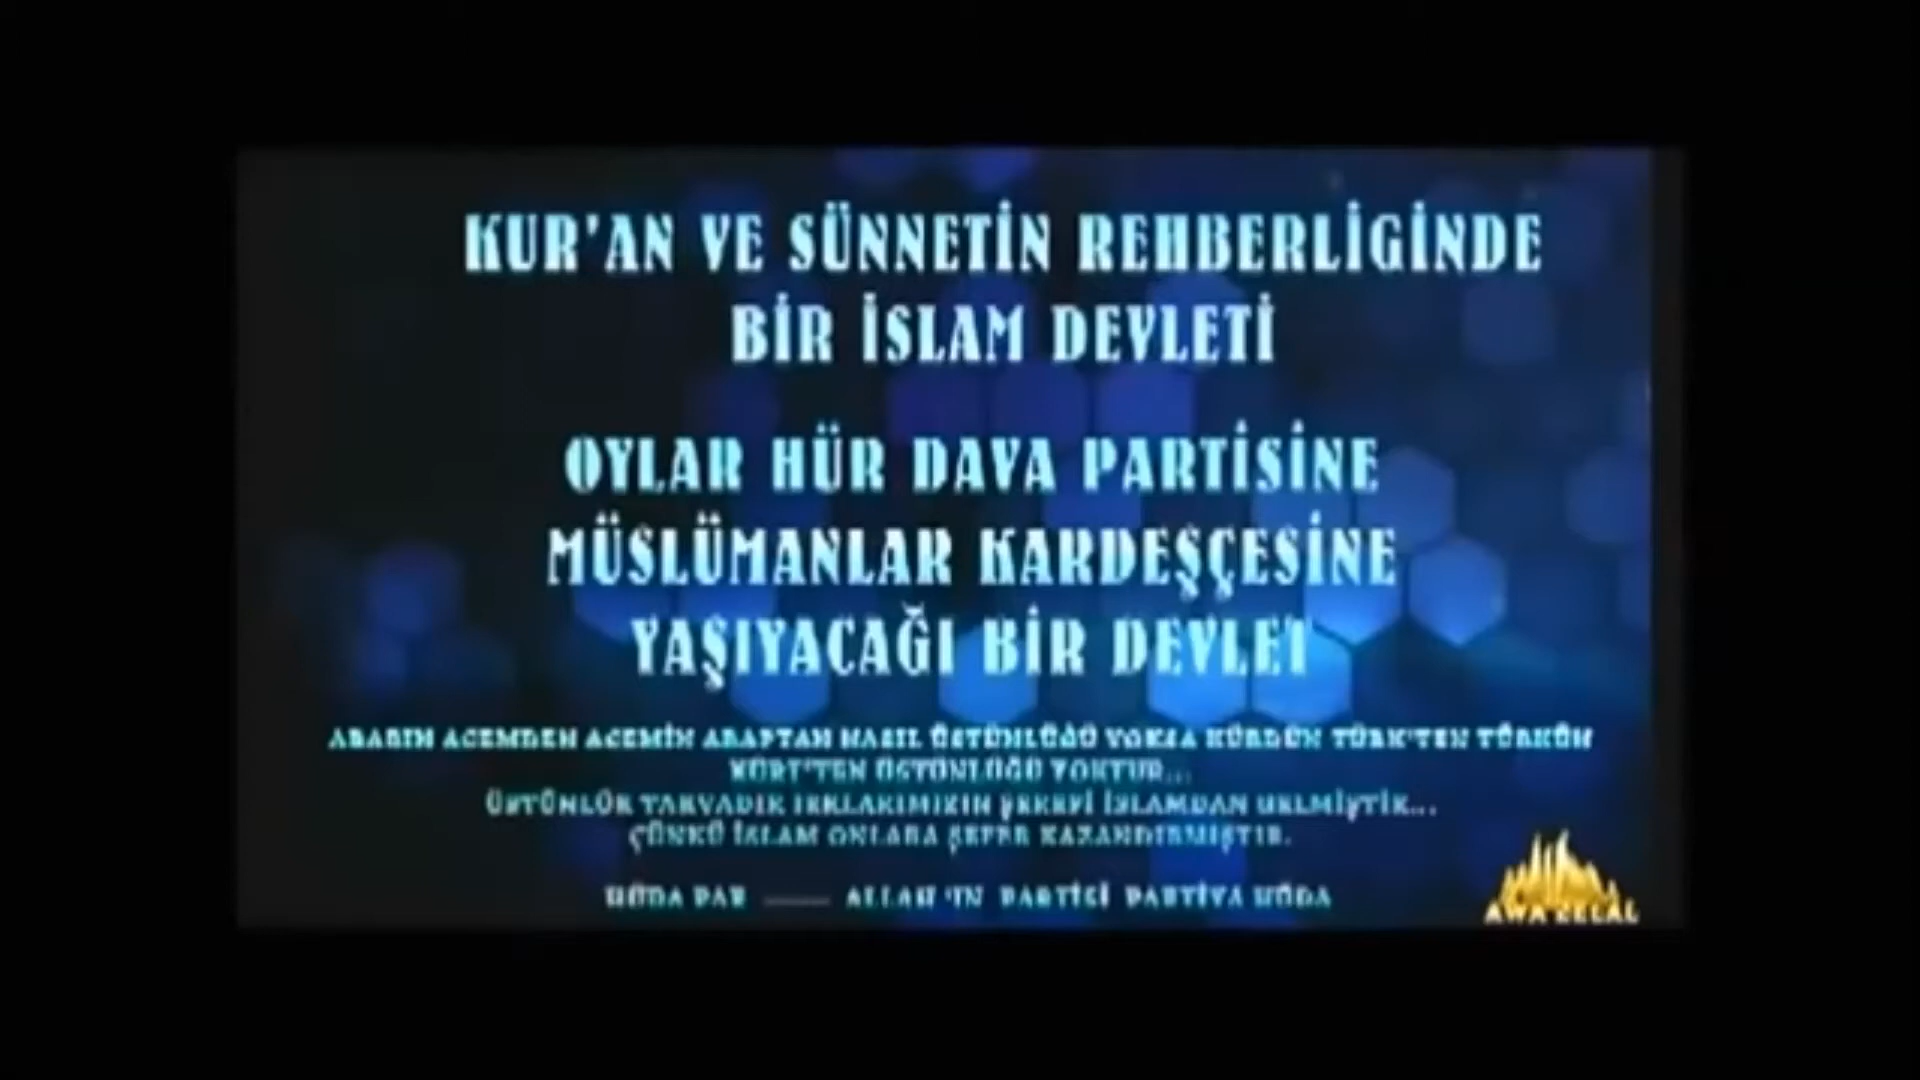 KUR'AN VE SÜNNETİN REHBERLİGİNDE
BİR İSLAM DEVLETİ
OYLAR HÜR DAVA PARTİSİNE
MÜSLÜMANLAR KARDEŞÇESİNE
YAŞIYACAĞI BİR DEVLET
ARABIN ACEMDEN ACEMİN ARAPTAN NASIL ÜSTÜNLÜĞÜ YOKSA KÜRDÜN TÜRK'TEN TÜRKÜN
KÜRT'TEN ÜSTÜNLÜĞÜ YOKTUR...
ÜSTÜNLÜK TAKVADIR IRKLARIMIZIN ŞEREFİ İSLAMDAN GELMİŞTİR...
ÇÜNKÜ İSLAM ONLARA ŞEREF KAZANDIRMIŞTIR.
HÜDA PAR —— ALLAH 'IN PARTİSİ PARTİYA HÜDA
AWA ZELAL